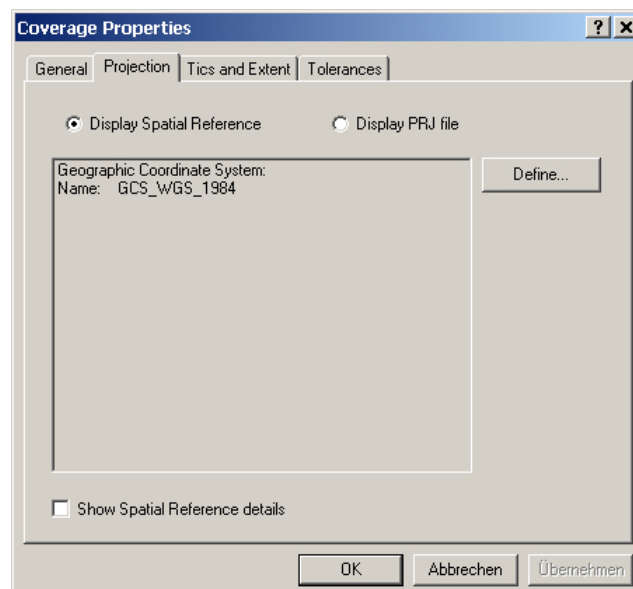 Coverage Properties
General Projection Tics and Extent Tolerances
Display Spatial Reference Display PRJ file
Geographic Coordinate System:
Name: GCS_WGS_1984
Define...
Show Spatial Reference details
OK Abbrechen Übernehmen